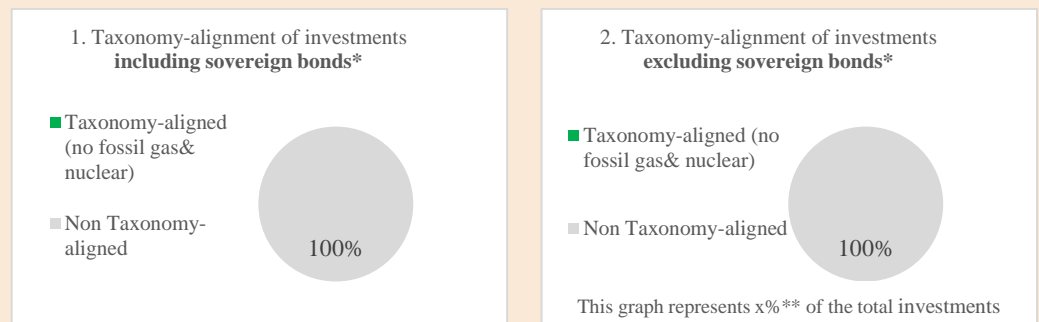 1. Taxonomy-alignment of investments
including sovereign bonds*
Taxonomy-aligned
(no fossil gas&
nuclear)
Non Taxonomy-
aligned
100%
2. Taxonomy-alignment of investments
excluding sovereign bonds*
Taxonomy-aligned (no
fossil gas& nuclear)
Non Taxonomy-aligned
100%
This graph represents x%** of the total investments